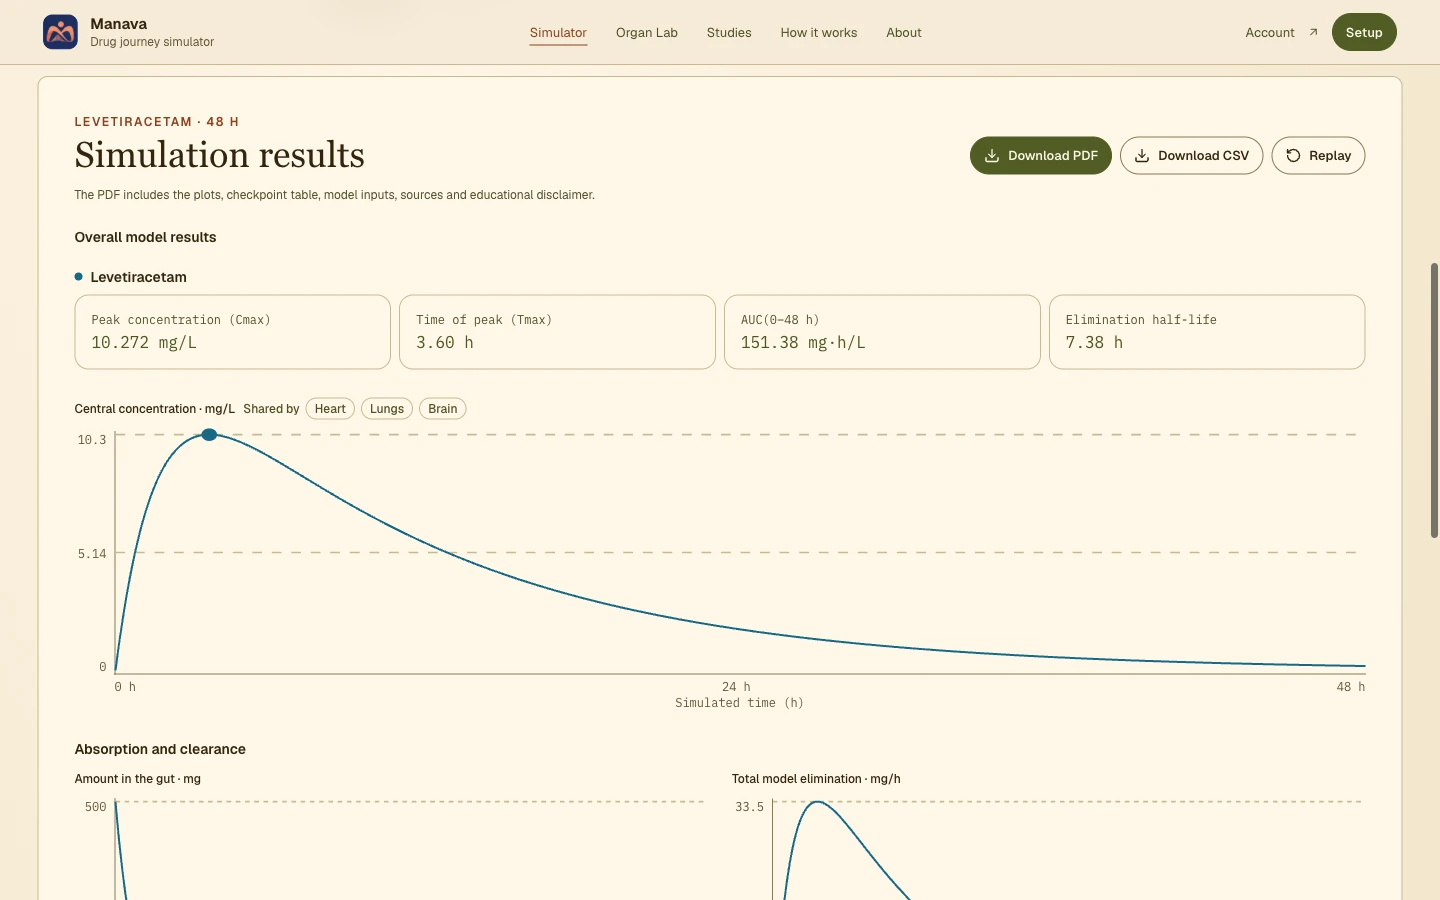 Manava
Drug journey simulator
Simulator
Organ Lab
Studies
How it works
About
Account
Setup
LEVETIRACETAM · 48 H
Simulation results
Download PDF
Download CSV
Replay
The PDF includes the plots, checkpoint table, model inputs, sources and educational disclaimer.
Overall model results
Levetiracetam
Peak concentration (Cmax)
10.272 mg/L
Time of peak (Tmax)
3.60 h
AUC(0–48 h)
151.38 mg·h/L
Elimination half-life
7.38 h
Central concentration · mg/L Shared by Heart Lungs Brain
10.3
5.14
0
0 h
24 h
48 h
Simulated time (h)
Absorption and clearance
Amount in the gut · mg
500
Total model elimination · mg/h
33.5